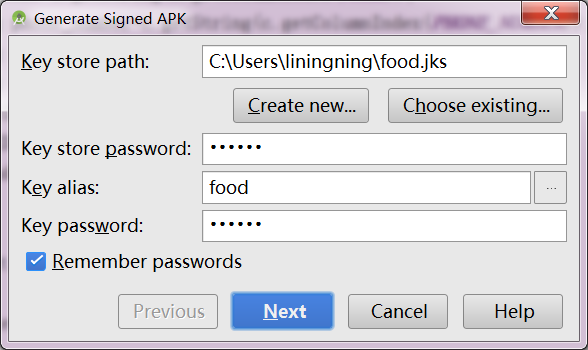 Generate Signed APK
Key store path:
C:\Users\liningning\food.jks
Create new...
Choose existing...
Key store password:
••••••
Key alias:
food
...
Key password:
••••••
Remember passwords
Previous
Next
Cancel
Help